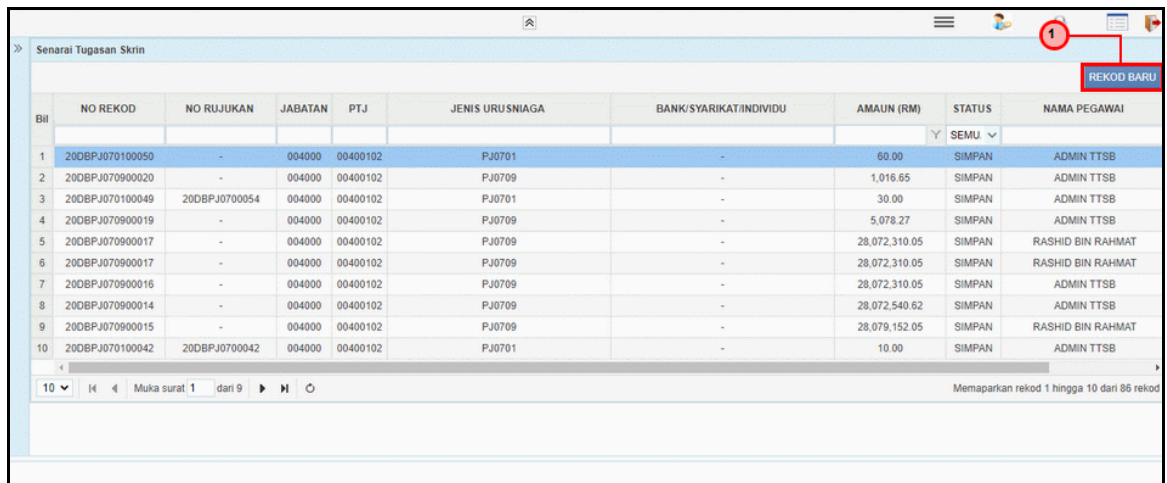 1
Senarai Tugasan Skrin
REKOD BARU
Bil NO REKOD NO RUJUKAN JABATAN PTJ JENIS URUSNIAGA BANK/SYARIKAT/INDIVIDU AMAUN (RM) STATUS NAMA PEGAWAI
SEMU
1 20DBPJ070100050 - 004000 00400102 PJ0701 - 60.00 SIMPAN ADMIN TTSB
2 20DBPJ070900020 - 004000 00400102 PJ0709 - 1,016.65 SIMPAN ADMIN TTSB
3 20DBPJ070100049 20DBPJ0700054 004000 00400102 PJ0701 - 30.00 SIMPAN ADMIN TTSB
4 20DBPJ070900019 - 004000 00400102 PJ0709 - 5,078.27 SIMPAN ADMIN TTSB
5 20DBPJ070900017 - 004000 00400102 PJ0709 - 28,072,310.05 SIMPAN RASHID BIN RAHMAT
6 20DBPJ070900017 - 004000 00400102 PJ0709 - 28,072,310.05 SIMPAN RASHID BIN RAHMAT
7 20DBPJ070900016 - 004000 00400102 PJ0709 - 28,072,310.05 SIMPAN ADMIN TTSB
8 20DBPJ070900014 - 004000 00400102 PJ0709 - 28,072,540.62 SIMPAN ADMIN TTSB
9 20DBPJ070900015 - 004000 00400102 PJ0709 - 28,079,152.05 SIMPAN RASHID BIN RAHMAT
10 20DBPJ070100042 20DBPJ0700042 004000 00400102 PJ0701 - 10.00 SIMPAN ADMIN TTSB
10 Muka surat 1 dari 9 Memaparkan rekod 1 hingga 10 dari 86 rekod